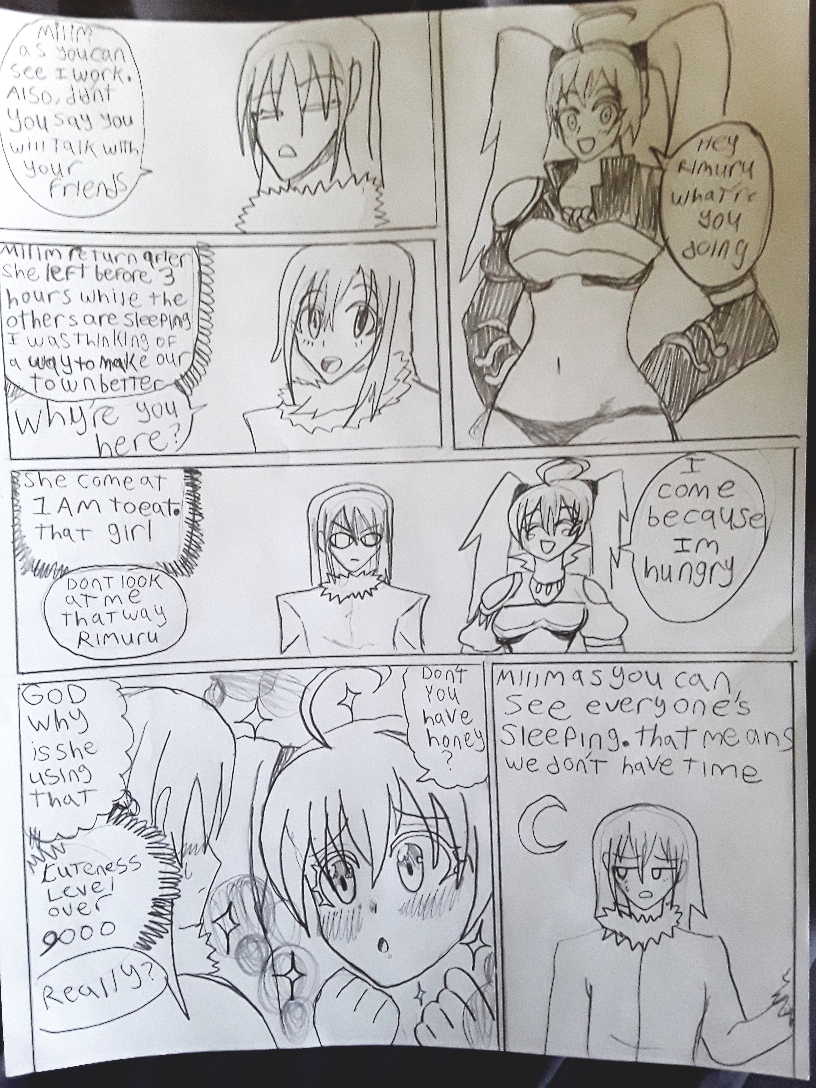 Hey
Rimuru
what're
you
doing
Milim
as you can
see I work.
Also, didnt
you say you
will Talk with
your
friends
Milim return after
she left before 3
hours while the
others are sleeping
I was thinking of
a way to make our
town better
why're you
here?
I
come
because
I'm
hungry
She come at
1 AM to eat.
that girl
DONT LOOK
at me
that way
Rimuru
Milim as you can
see everyone's
sleeping. that means
we don't have time
Don't
you
have
honey
?
GOD
why
is she
using
that
cuteness
Level
over
9000
Really?